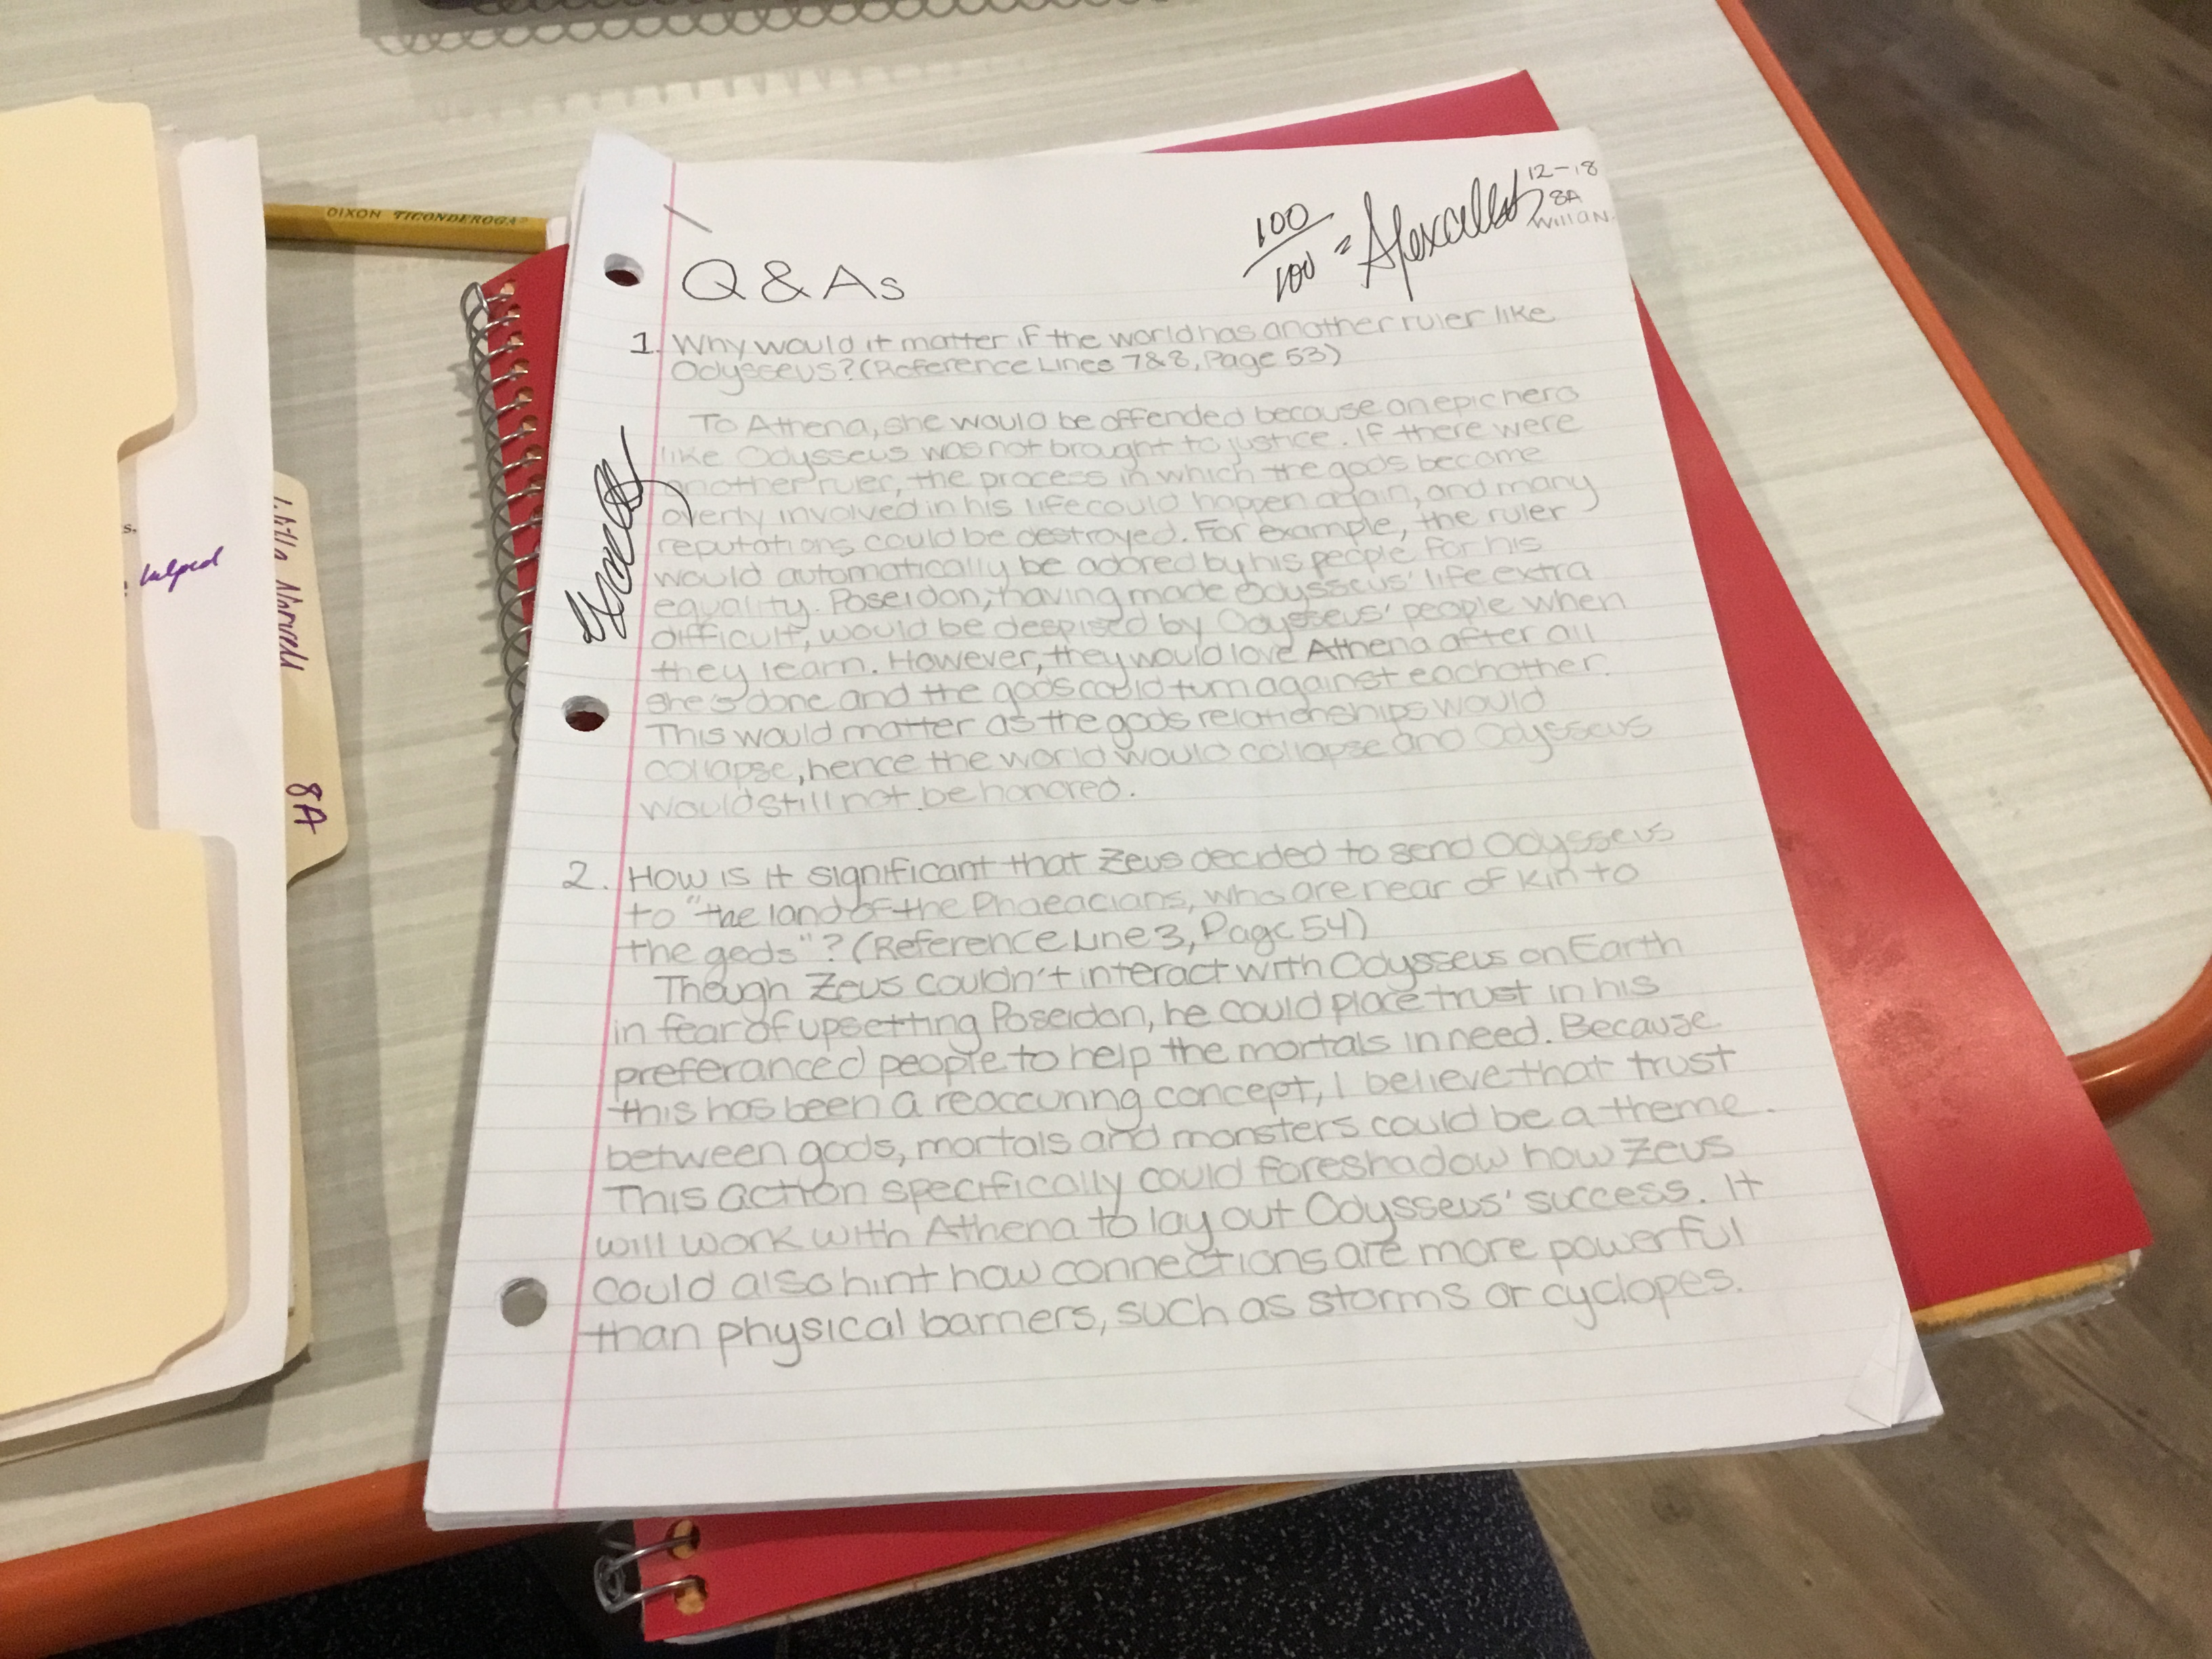 DIXON TICONDEROGA
12-18
8A
100/100 =
Q & As
1. Why would it matter if the world has another ruler like
Odysseus? (Reference Lines 7&8, Page 53)
To Athena, she would be offended because an epic hero
like Odysseus was not brought to justice. If there were
another ruler, the process in which the gods become
overly involved in his life could happen again, and many
reputations could be destroyed. For example, the ruler
would automatically be adored by his people for his
equality. Poseidon, having made Odysseus' life extra
difficult, would be despised by Odysseus' people when
they learn. However, they would love Athena after all
she's done and the gods could turn against eachother.
This would matter as the gods relationships would
collapse, hence the world would collapse and Odysseus
would still not be honored.
2. How is it significant that Zeus decided to send Odysseus
to "the land of the Phaeacians, who are near of kin to
the gods"? (Reference Line 3, Page 54)
Though Zeus couldn't interact with Odysseus on Earth
in fear of upsetting Poseidon, he could place trust in his
preferanced people to help the mortals in need. Because
this has been a reoccurring concept, I believe that trust
between gods, mortals and monsters could be a theme.
This action specifically could foreshadow how Zeus
will work with Athena to lay out Odysseus' success. It
could also hint how connections are more powerful
than physical barriers, such as storms or cyclopes.
s.
helped
8A